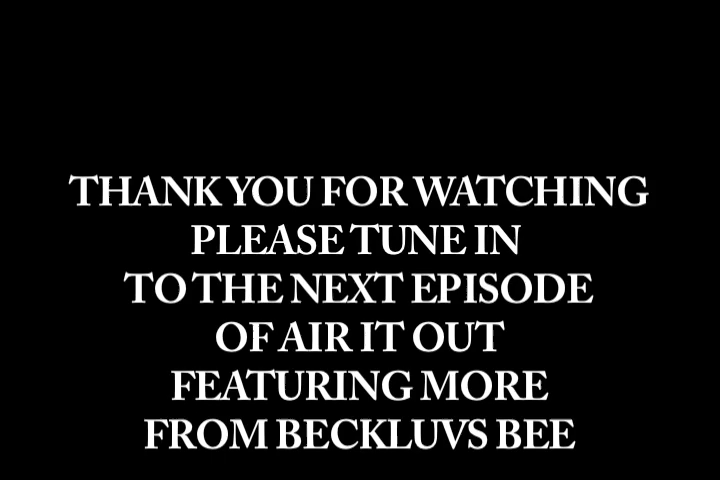 THANK YOU FOR WATCHING
PLEASE TUNE IN
TO THE NEXT EPISODE
OF AIR IT OUT
FEATURING MORE
FROM BECKLUVS BEE